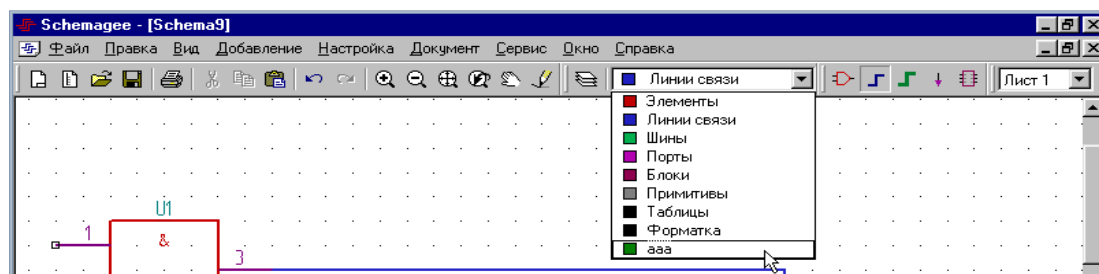 Schemagee - [Schema9]
Файл Правка Вид Добавление Настройка Документ Сервис Окно Справка
Линии связи Лист 1
Элементы
Линии связи
Шины
Порты
Блоки
Примитивы
Таблицы
Форматка
ааа
U1
1
&
3